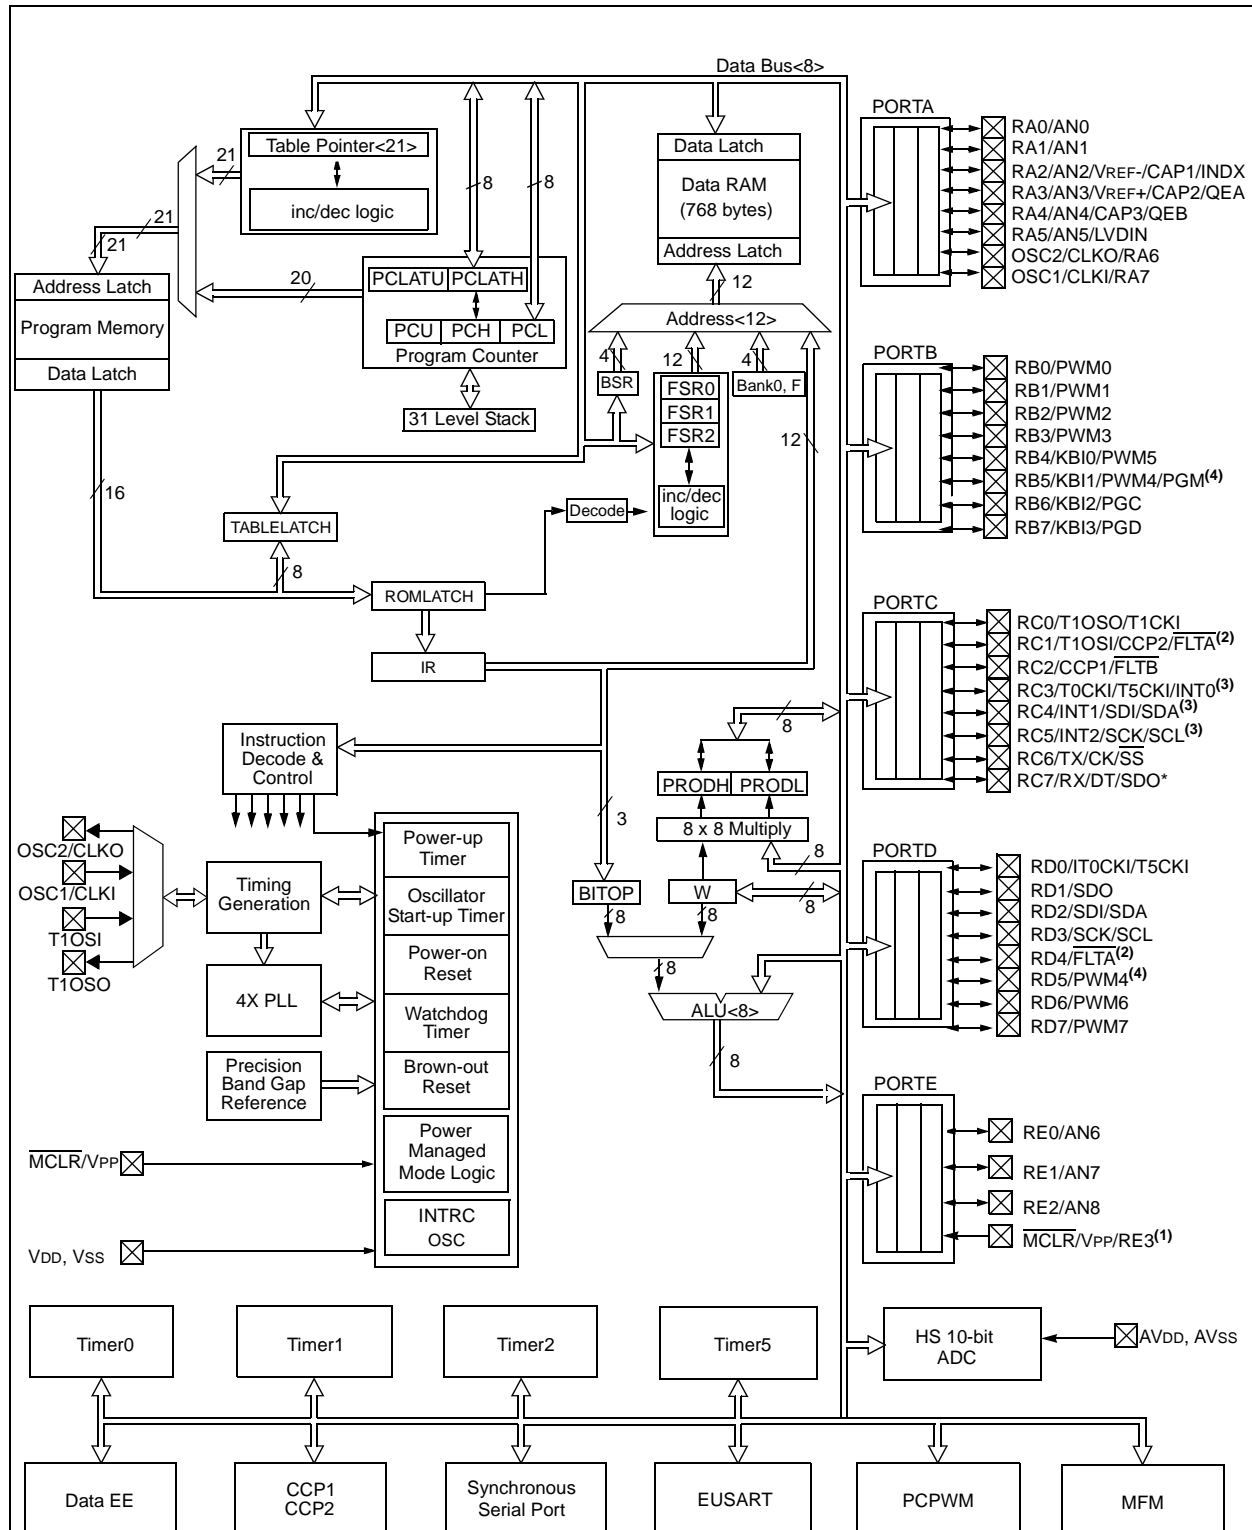 Data Bus<8>
Table Pointer<21>
inc/dec logic
21
21
21
20
8
8
PCLATU PCLATH
PCU PCH PCL
Program Counter
31 Level Stack
Address Latch
Program Memory
Data Latch
16
TABLELATCH
8
ROMLATCH
IR
Data Latch
Data RAM
(768 bytes)
Address Latch
12
Address<12>
4
12
4
BSR
FSR0
FSR1
FSR2
Bank0, F
inc/dec
logic
Decode
12
Instruction
Decode &
Control
3
8
PRODH PRODL
8 x 8 Multiply
8
BITOP
W
8
8
8
8
ALU<8>
8
OSC2/CLKO
OSC1/CLKI
T1OSI
T1OSO
Timing
Generation
4X PLL
Precision
Band Gap
Reference
Power-up
Timer
Oscillator
Start-up Timer
Power-on
Reset
Watchdog
Timer
Brown-out
Reset
Power
Managed
Mode Logic
INTRC
OSC
MCLR/VPP
VDD, VSS
PORTA
RA0/AN0
RA1/AN1
RA2/AN2/VREF-/CAP1/INDX
RA3/AN3/VREF+/CAP2/QEA
RA4/AN4/CAP3/QEB
RA5/AN5/LVDIN
OSC2/CLKO/RA6
OSC1/CLKI/RA7
PORTB
RB0/PWM0
RB1/PWM1
RB2/PWM2
RB3/PWM3
RB4/KBI0/PWM5
RB5/KBI1/PWM4/PGM(4)
RB6/KBI2/PGC
RB7/KBI3/PGD
PORTC
RC0/T1OSO/T1CKI
RC1/T1OSI/CCP2/FLTA(2)
RC2/CCP1/FLTB
RC3/T0CKI/T5CKI/INT0(3)
RC4/INT1/SDI/SDA(3)
RC5/INT2/SCK/SCL(3)
RC6/TX/CK/SS
RC7/RX/DT/SDO*
PORTD
RD0/IT0CKI/T5CKI
RD1/SDO
RD2/SDI/SDA
RD3/SCK/SCL
RD4/FLTA(2)
RD5/PWM4(4)
RD6/PWM6
RD7/PWM7
PORTE
RE0/AN6
RE1/AN7
RE2/AN8
MCLR/VPP/RE3(1)
Timer0
Timer1
Timer2
Timer5
HS 10-bit
ADC
AVDD, AVSS
Data EE
CCP1
CCP2
Synchronous
Serial Port
EUSART
PCPWM
MFM